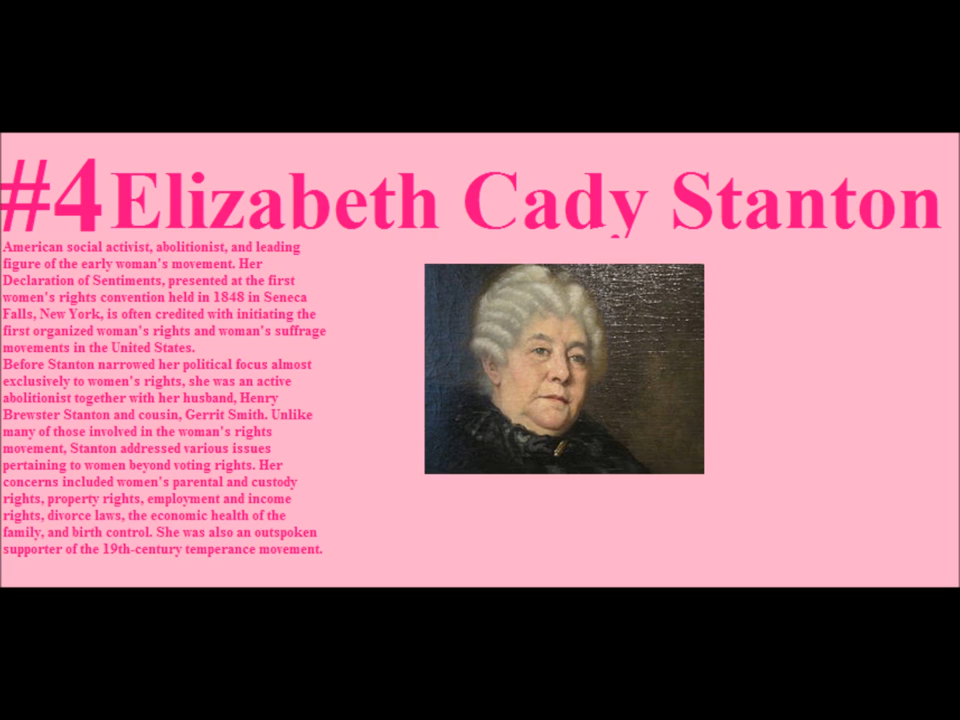 #4 Elizabeth Cady Stanton
American social activist, abolitionist, and leading
figure of the early woman's movement. Her
Declaration of Sentiments, presented at the first
women's rights convention held in 1848 in Seneca
Falls, New York, is often credited with initiating the
first organized woman's rights and woman's suffrage
movements in the United States.
Before Stanton narrowed her political focus almost
exclusively to women's rights, she was an active
abolitionist together with her husband, Henry
Brewster Stanton and cousin, Gerrit Smith. Unlike
many of those involved in the woman's rights
movement, Stanton addressed various issues
pertaining to women beyond voting rights. Her
concerns included women's parental and custody
rights, property rights, employment and income
rights, divorce laws, the economic health of the
family, and birth control. She was also an outspoken
supporter of the 19th-century temperance movement.